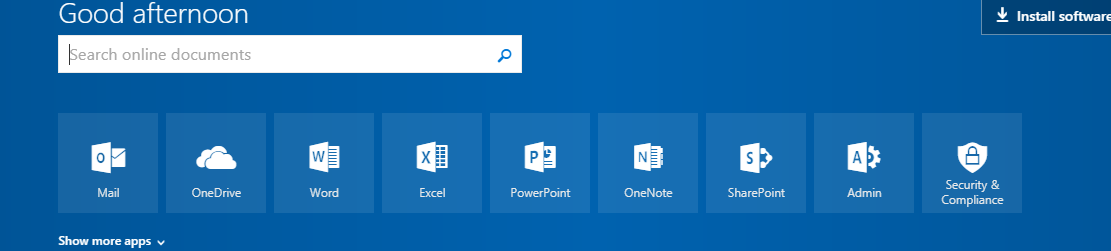 Good afternoon
Install software
Search online documents
Mail
OneDrive
Word
Excel
PowerPoint
OneNote
SharePoint
Admin
Security &
Compliance
Show more apps